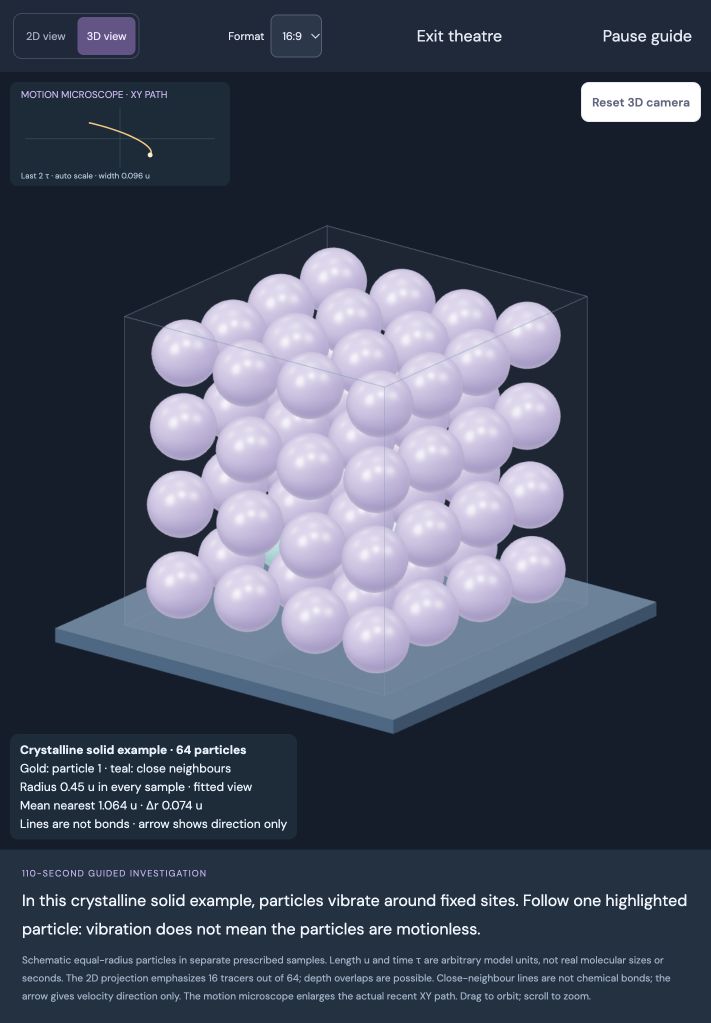 2D view 3D view Format 16:9 Exit theatre Pause guide
MOTION MICROSCOPE · XY PATH
Last 2 τ · auto scale · width 0.096 u
Reset 3D camera
Crystalline solid example · 64 particles
Gold: particle 1 · teal: close neighbours
Radius 0.45 u in every sample · fitted view
Mean nearest 1.064 u · Δr 0.074 u
Lines are not bonds · arrow shows direction only
110-SECOND GUIDED INVESTIGATION
In this crystalline solid example, particles vibrate around fixed sites. Follow one highlighted
particle: vibration does not mean the particles are motionless.
Schematic equal-radius particles in separate prescribed samples. Length u and time τ are arbitrary model units, not real molecular sizes or
seconds. The 2D projection emphasizes 16 tracers out of 64; depth overlaps are possible. Close-neighbour lines are not chemical bonds; the
arrow gives velocity direction only. The motion microscope enlarges the actual recent XY path. Drag to orbit; scroll to zoom.